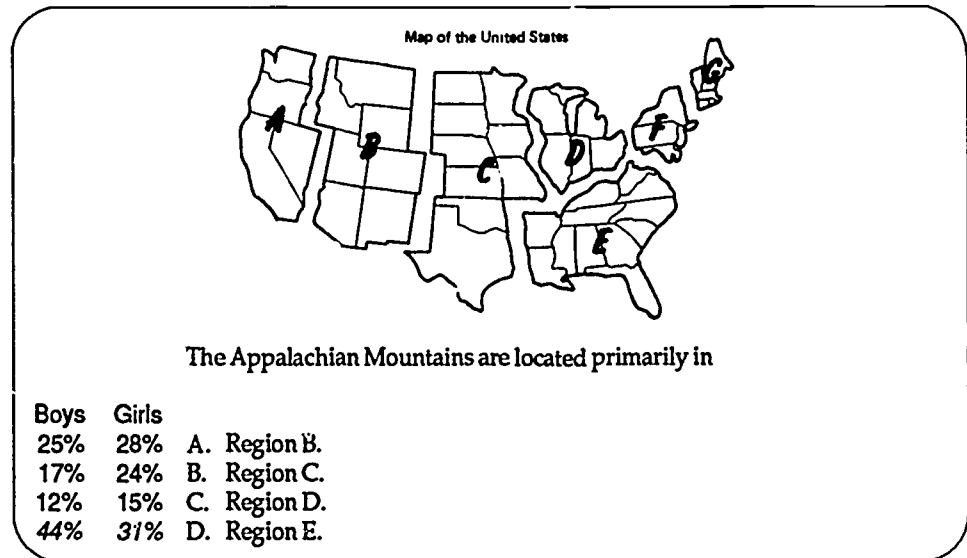 Map of the United States
A
B
C
D
E
F
G
The Appalachian Mountains are located primarily in
Boys Girls
25% 28% A. Region B.
17% 24% B. Region C.
12% 15% C. Region D.
44% 31% D. Region E.